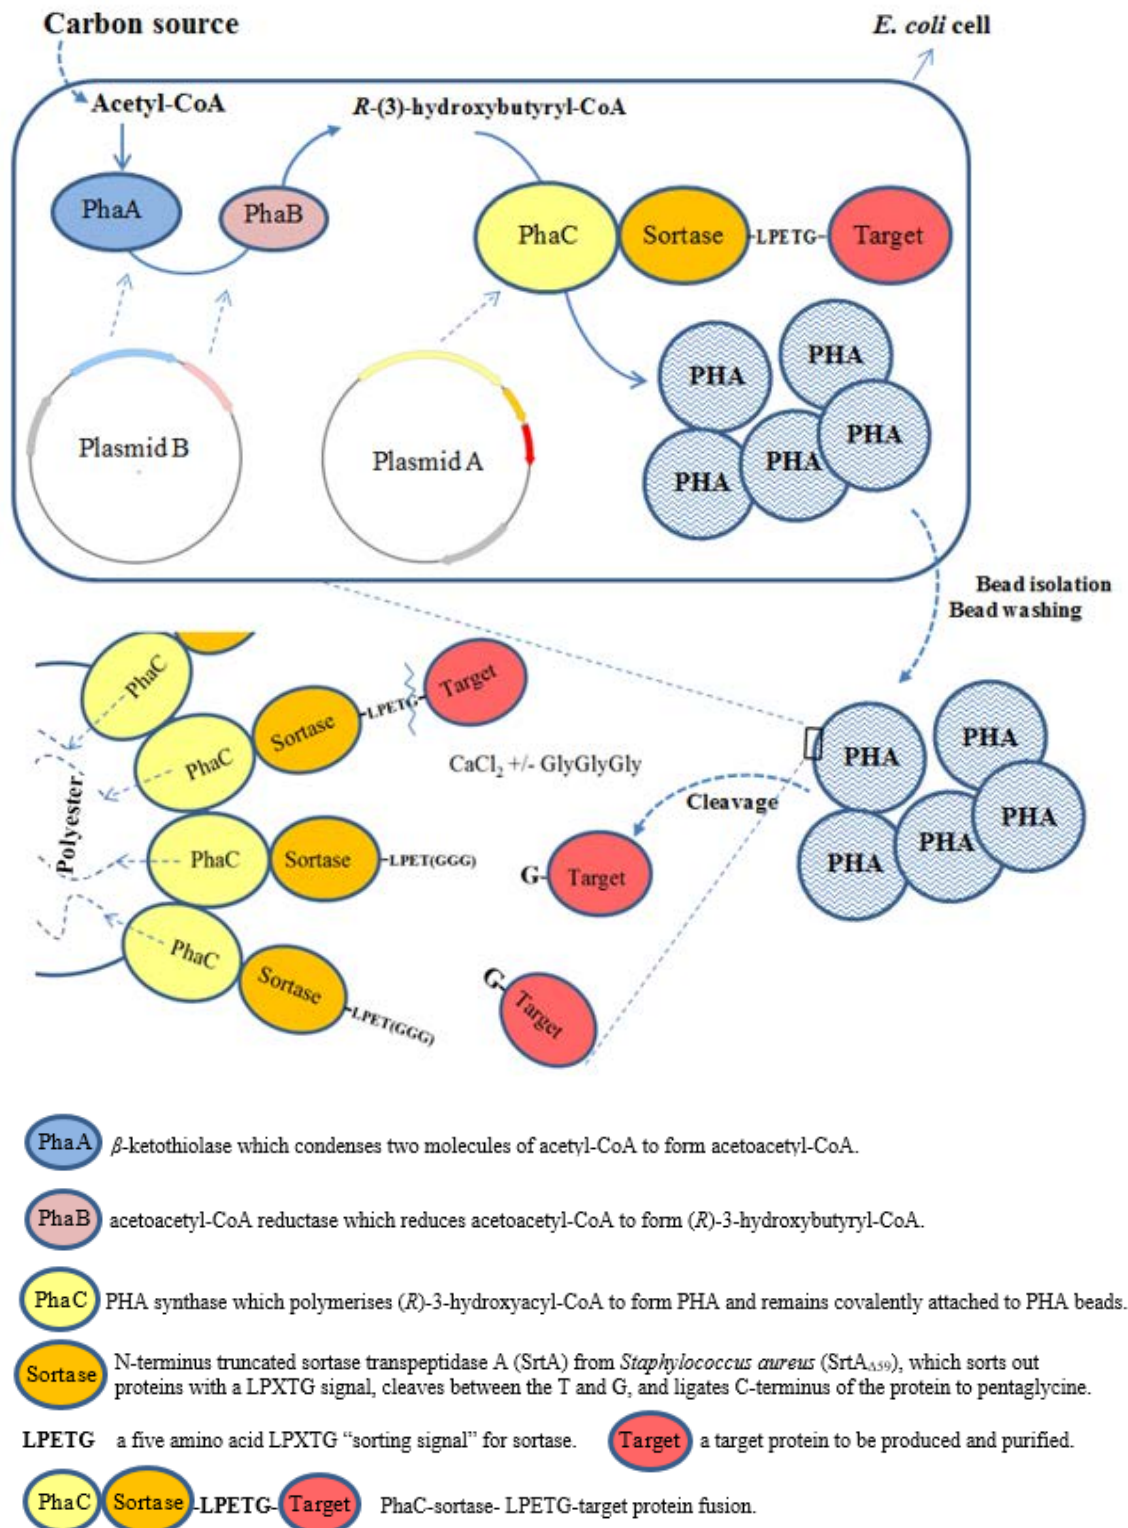 Carbon source
E. coli cell
Acetyl-CoA
R-(3)-hydroxybutyryl-CoA
PhaA
PhaB
PhaC
Sortase
-LPETG-
Target
Plasmid B
Plasmid A
PHA
PHA
PHA
PHA
PHA
Bead isolation
Bead washing
PhaC
Sortase
-LPETG-
Target
PhaC
CaCl2 +/- GlyGlyGly
Cleavage
Polyester
PhaC
Sortase
-LPET(GGG)
G-
Target
PhaC
Sortase
-LPET(GGG)
G-
Target
PHA
PHA
PHA
PHA
PHA
PhaA β-ketothiolase which condenses two molecules of acetyl-CoA to form acetoacetyl-CoA.
PhaB acetoacetyl-CoA reductase which reduces acetoacetyl-CoA to form (R)-3-hydroxybutyryl-CoA.
PhaC PHA synthase which polymerises (R)-3-hydroxyacyl-CoA to form PHA and remains covalently attached to PHA beads.
Sortase N-terminus truncated sortase transpeptidase A (SrtA) from Staphylococcus aureus (SrtAΔ59), which sorts out
proteins with a LPXTG signal, cleaves between the T and G, and ligates C-terminus of the protein to pentaglycine.
LPETG a five amino acid LPXTG “sorting signal” for sortase. Target a target protein to be produced and purified.
PhaC Sortase -LPETG- Target PhaC-sortase- LPETG-target protein fusion.